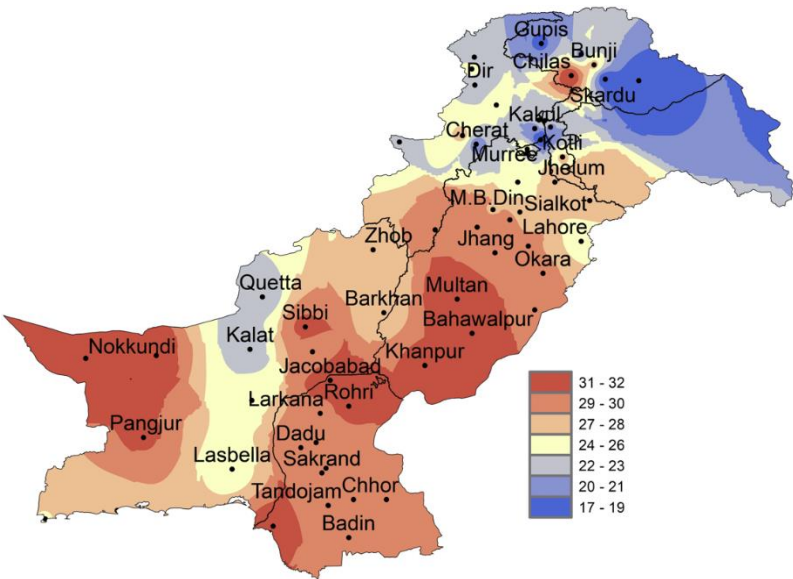 Gupis
Bunji
Chilas
Dir
Skardu
Kakul
Cherat
Kotli
Murree
Jhelum
M.B.Din
Sialkot
Lahore
Zhob
Jhang
Okara
Quetta
Multan
Barkhan
Sibbi
Bahawalpur
Nokkundi
Kalat
Khanpur
Jacobabad
Rohri
Larkana
Pangjur
Dadu
Lasbella
Sakrand
Tandojam
Chhor
Badin
31 - 32
29 - 30
27 - 28
24 - 26
22 - 23
20 - 21
17 - 19